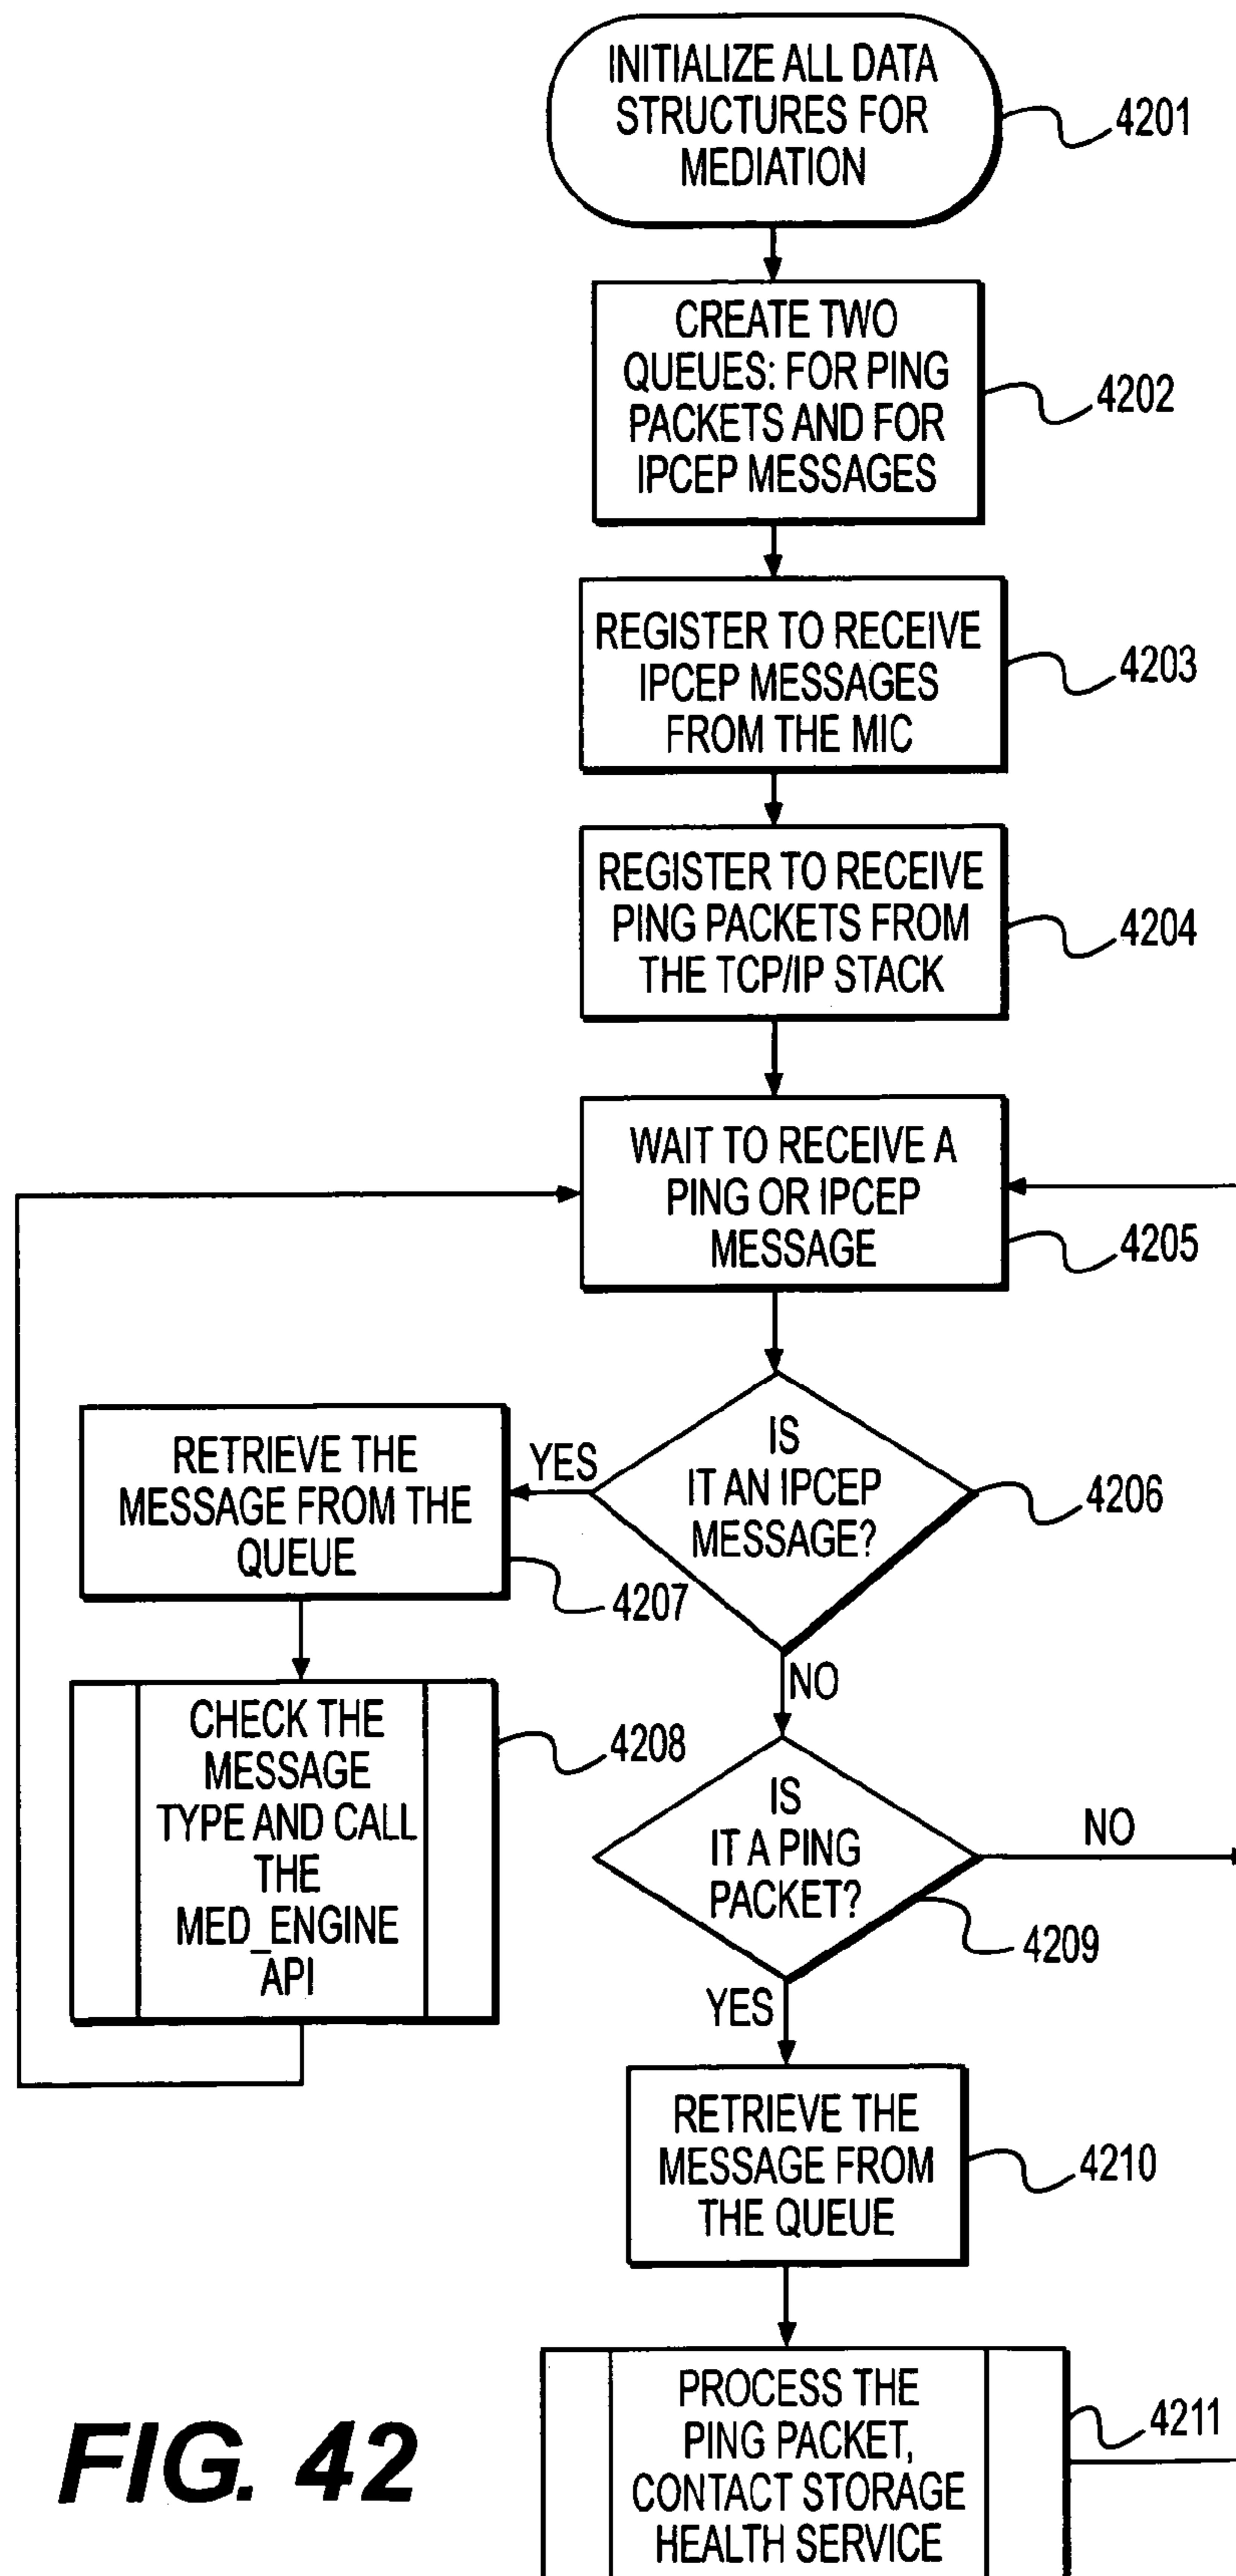 INITIALIZE ALL DATA
STRUCTURES FOR
MEDIATION
4201
CREATE TWO
QUEUES: FOR PING
PACKETS AND FOR
IPCEP MESSAGES
4202
REGISTER TO RECEIVE
IPCEP MESSAGES
FROM THE MIC
4203
REGISTER TO RECEIVE
PING PACKETS FROM
THE TCP/IP STACK
4204
WAIT TO RECEIVE A
PING OR IPCEP
MESSAGE
4205
IS
IT AN IPCEP
MESSAGE?
4206
YES
RETRIEVE THE
MESSAGE FROM THE
QUEUE
4207
CHECK THE
MESSAGE
TYPE AND CALL
THE
MED_ENGINE
API
4208
NO
IS
IT A PING
PACKET?
NO
4209
YES
RETRIEVE THE
MESSAGE FROM
THE QUEUE
4210
PROCESS THE
PING PACKET,
CONTACT STORAGE
HEALTH SERVICE
4211
FIG. 42